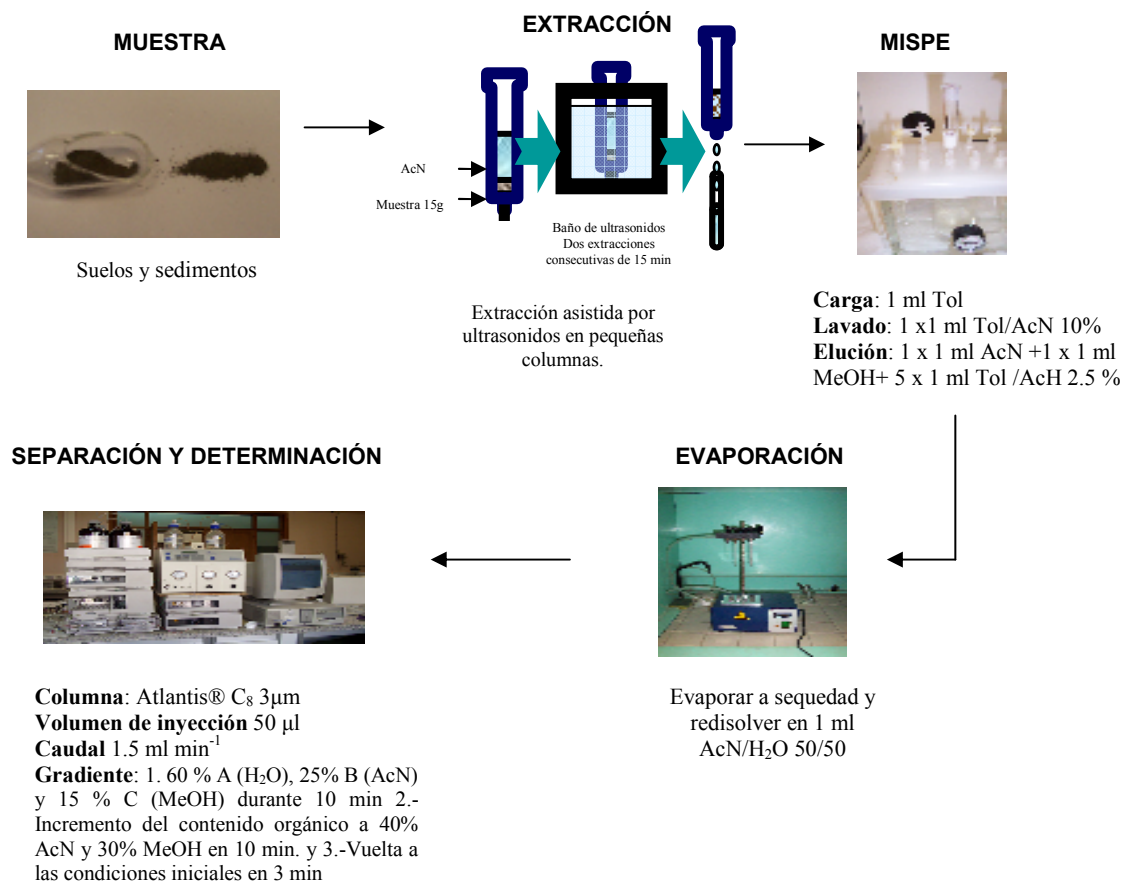 MUESTRA
EXTRACCIÓN
MISPE
AcN
Muestra 15g
Baño de ultrasonidos
Dos extracciones
consecutivas de 15 min
Suelos y sedimentos
Extracción asistida por
ultrasonidos en pequeñas
columnas.
Carga: 1 ml Tol
Lavado: 1 x1 ml Tol/AcN 10%
Elución: 1 x 1 ml AcN +1 x 1 ml
MeOH+ 5 x 1 ml Tol /AcH 2.5 %
SEPARACIÓN Y DETERMINACIÓN
EVAPORACIÓN
Columna: Atlantis® C₈ 3μm
Volumen de inyección 50 μl
Caudal 1.5 ml min⁻¹
Gradiente: 1. 60 % A (H₂O), 25% B (AcN)
y 15 % C (MeOH) durante 10 min 2.-
Incremento del contenido orgánico a 40%
AcN y 30% MeOH en 10 min. y 3.-Vuelta a
las condiciones iniciales en 3 min
Evaporar a sequedad y
redisolver en 1 ml
AcN/H₂O 50/50